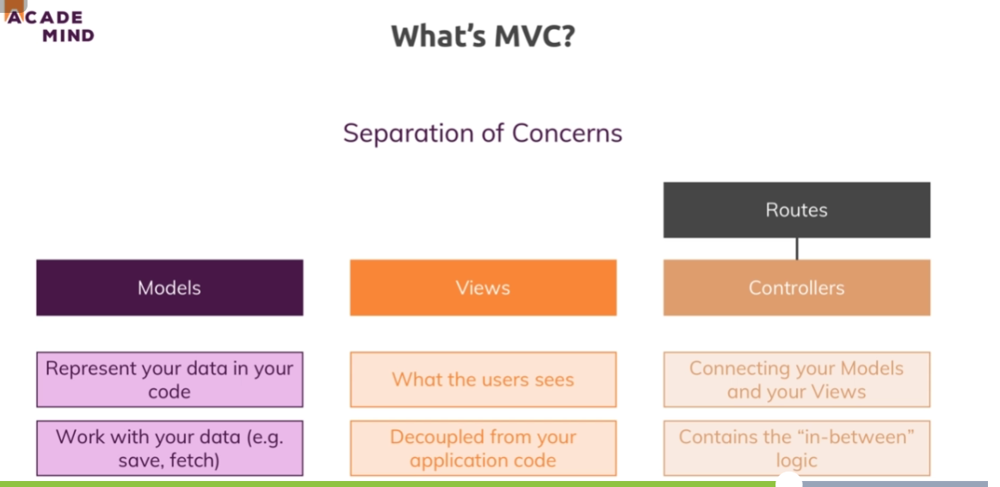 ACADE
MIND
What's MVC?
Separation of Concerns
Routes
Models
Views
Controllers
Represent your data in your
code
What the users sees
Connecting your Models
and your Views
Work with your data (e.g.
save, fetch)
Decoupled from your
application code
Contains the “in-between”
logic